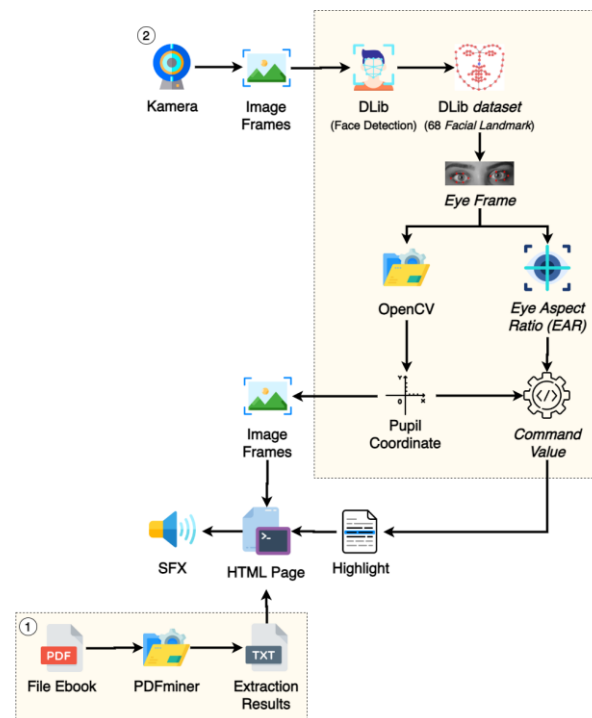 2
Kamera
Image
Frames
DLib
(Face Detection)
DLib dataset
(68 Facial Landmark)
Eye Frame
OpenCV
Eye Aspect
Ratio (EAR)
Y
O
X
Pupil
Coordinate
</>
Command
Value
Image
Frames
SFX
>_
HTML Page
Highlight
1
PDF
File Ebook
PDFminer
TXT
Extraction
Results